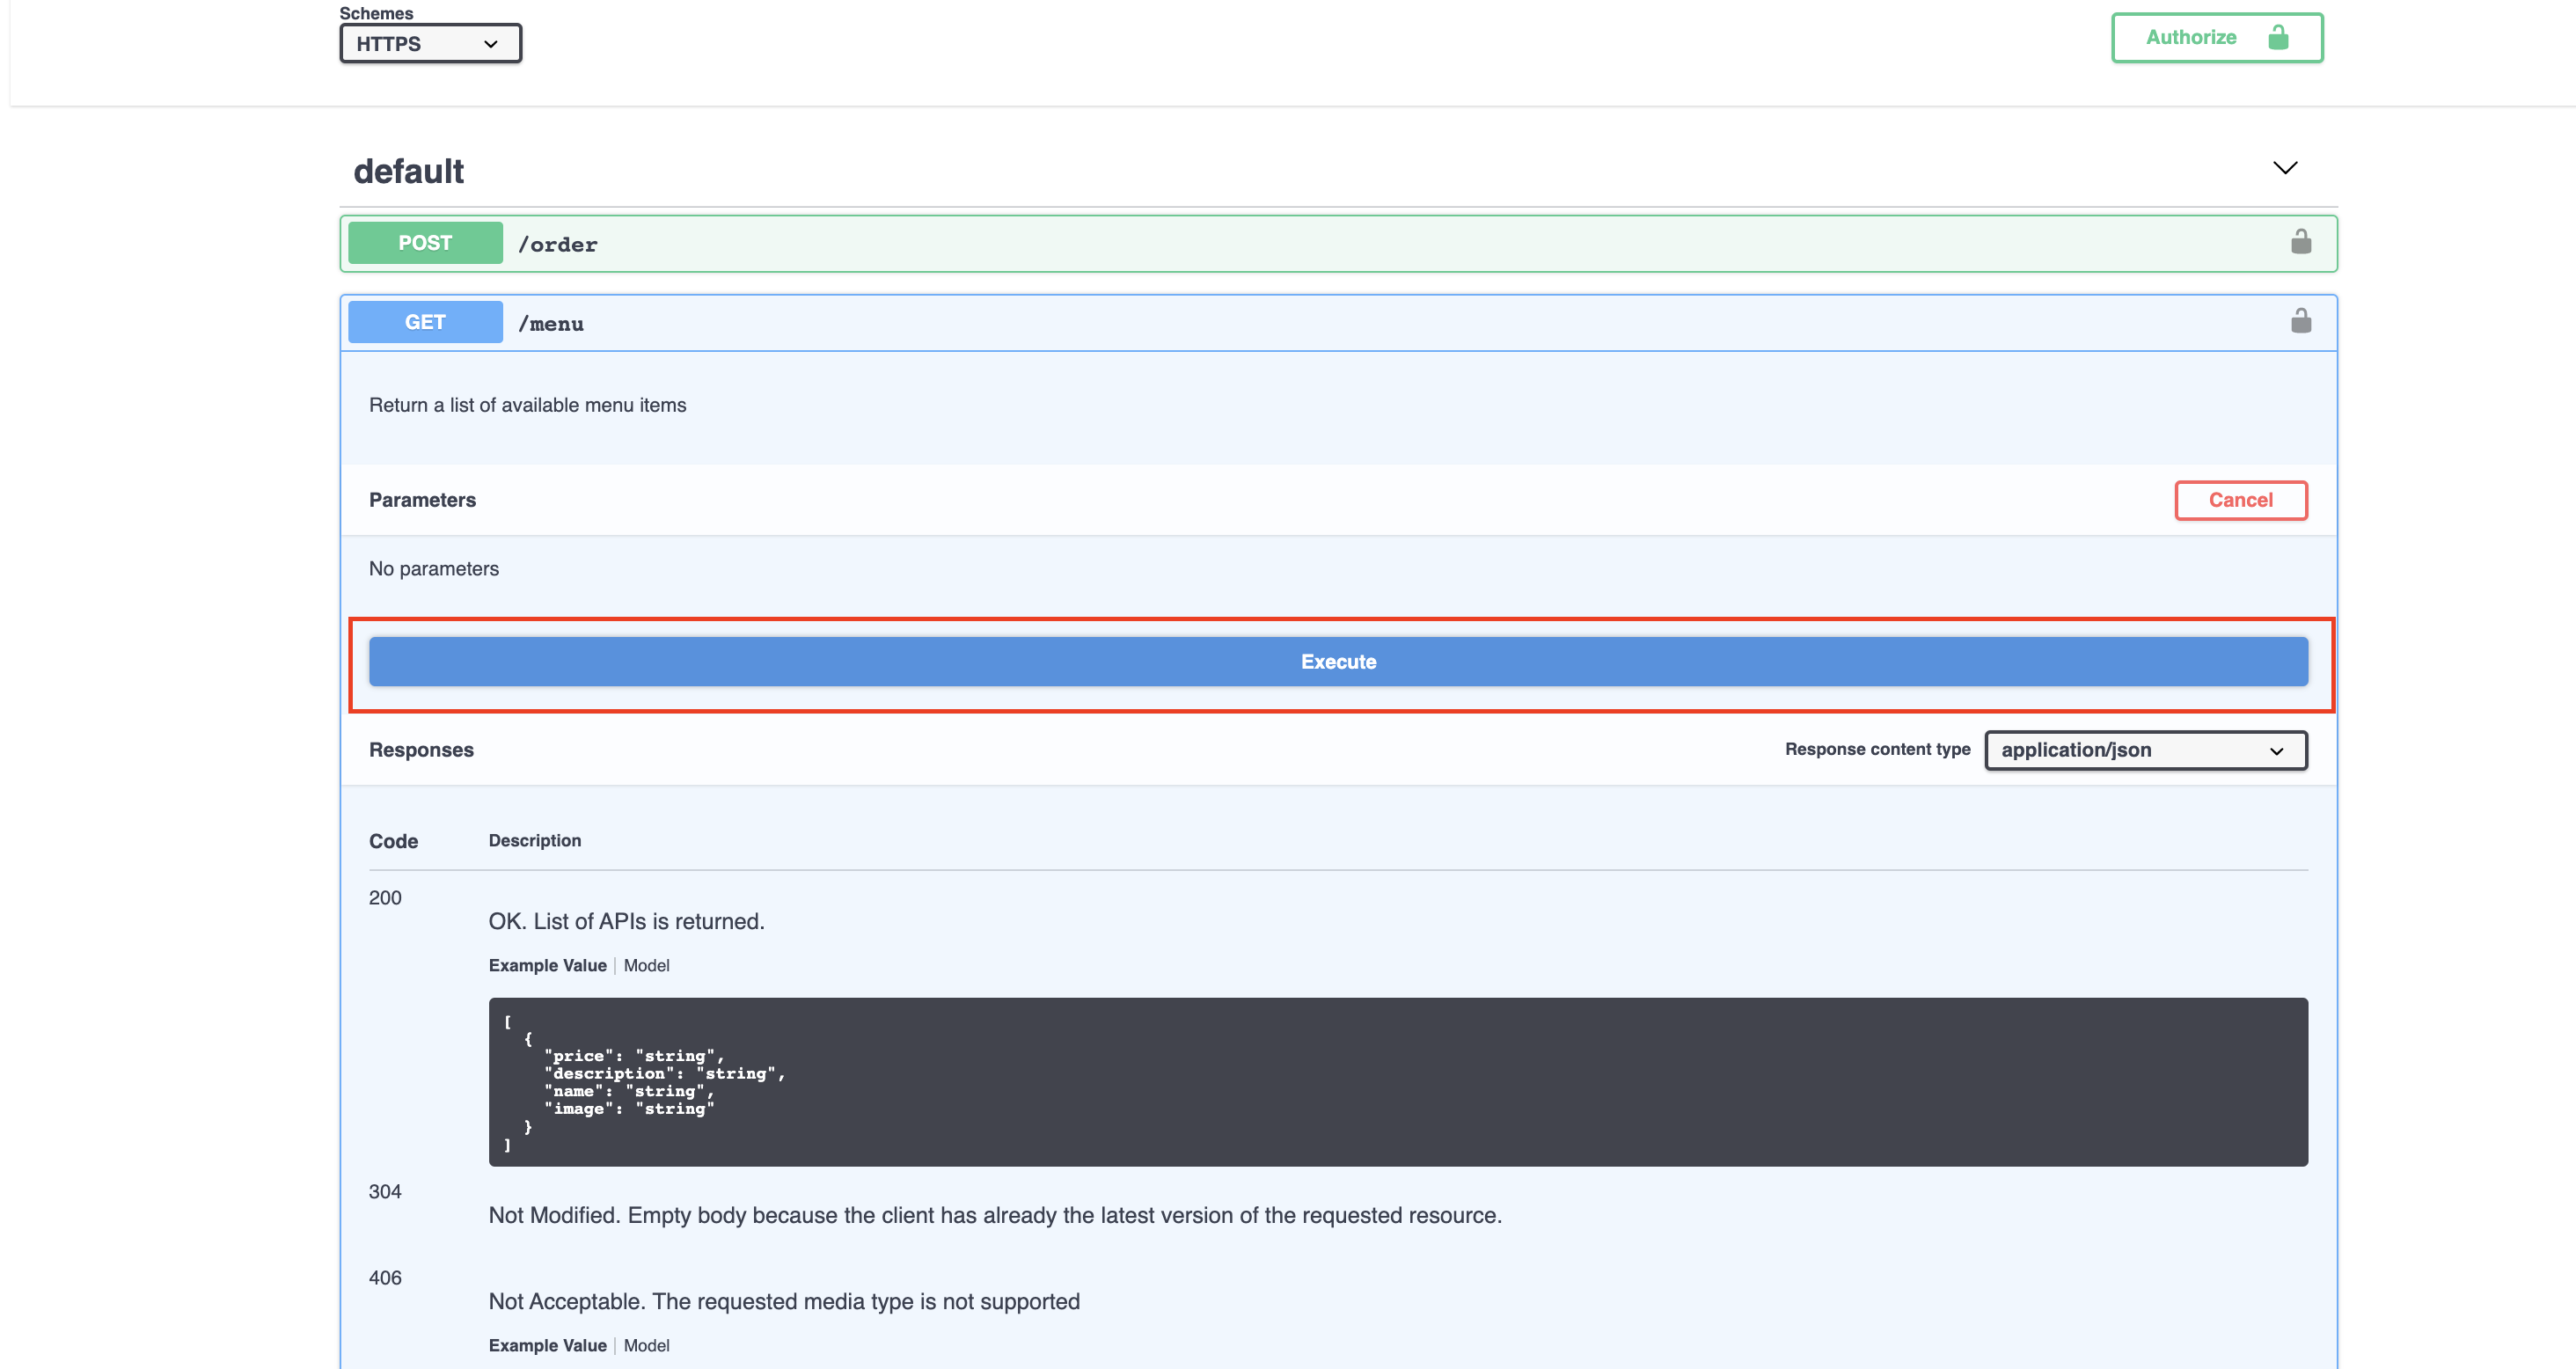 Schemes
HTTPS
Authorize
default
POST /order
GET /menu
Return a list of available menu items
Parameters
Cancel
No parameters
Execute
Responses
Response content type application/json
Code Description
200
OK. List of APIs is returned.
Example Value Model
[
  {
    "price": "string",
    "description": "string",
    "name": "string",
    "image": "string"
  }
]
304
Not Modified. Empty body because the client has already the latest version of the requested resource.
406
Not Acceptable. The requested media type is not supported
Example Value Model